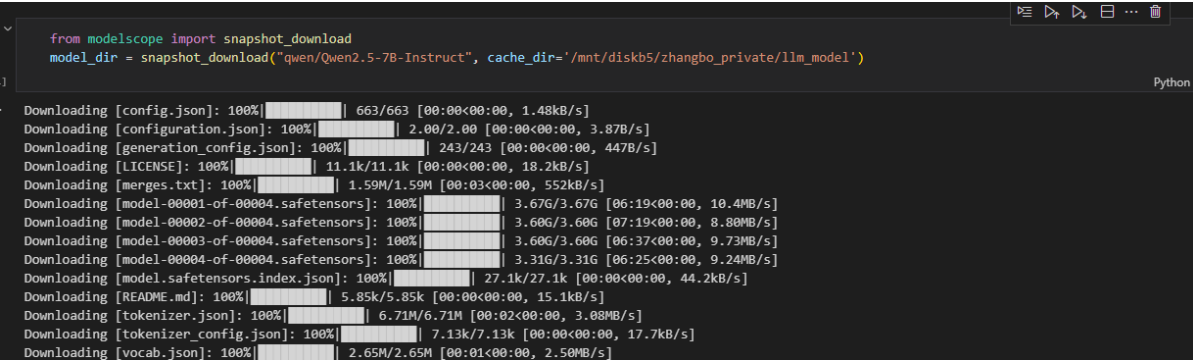 from modelscope import snapshot_download
model_dir = snapshot_download("qwen/Qwen2.5-7B-Instruct", cache_dir='/mnt/diskb5/zhangbo_private/llm_model')
]
Python
Downloading [config.json]: 100%|██████████| 663/663 [00:00<00:00, 1.48kB/s]
Downloading [configuration.json]: 100%|██████████| 2.00/2.00 [00:00<00:00, 3.87B/s]
Downloading [generation_config.json]: 100%|██████████| 243/243 [00:00<00:00, 447B/s]
Downloading [LICENSE]: 100%|██████████| 11.1k/11.1k [00:00<00:00, 18.2kB/s]
Downloading [merges.txt]: 100%|██████████| 1.59M/1.59M [00:03<00:00, 552kB/s]
Downloading [model-00001-of-00004.safetensors]: 100%|██████████| 3.67G/3.67G [06:19<00:00, 10.4MB/s]
Downloading [model-00002-of-00004.safetensors]: 100%|██████████| 3.60G/3.60G [07:19<00:00, 8.80MB/s]
Downloading [model-00003-of-00004.safetensors]: 100%|██████████| 3.60G/3.60G [06:37<00:00, 9.73MB/s]
Downloading [model-00004-of-00004.safetensors]: 100%|██████████| 3.31G/3.31G [06:25<00:00, 9.24MB/s]
Downloading [model.safetensors.index.json]: 100%|██████████| 27.1k/27.1k [00:00<00:00, 44.2kB/s]
Downloading [README.md]: 100%|██████████| 5.85k/5.85k [00:00<00:00, 15.1kB/s]
Downloading [tokenizer.json]: 100%|██████████| 6.71M/6.71M [00:02<00:00, 3.08MB/s]
Downloading [tokenizer_config.json]: 100%|██████████| 7.13k/7.13k [00:00<00:00, 17.7kB/s]
Downloading [vocab.json]: 100%|██████████| 2.65M/2.65M [00:01<00:00, 2.50MB/s]